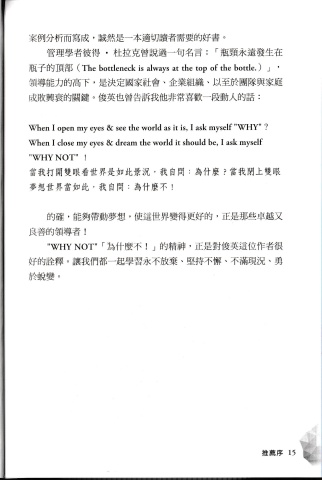 案例分析而寫成，誠然是一本適切讀者需要的好書。
管理學者彼得・杜拉克曾說過一句名言：「瓶頸永遠發生在
瓶子的頂部（The bottleneck is always at the top of the bottle.）」，
領導能力的高下，是決定國家社會、企業組織、以至於團隊與家庭
成敗興衰的關鍵。俊英也曾告訴我他非常喜歡一段動人的話：
When I open my eyes & see the world as it is, I ask myself "WHY"？
When I close my eyes & dream the world it should be, I ask myself
"WHY NOT" ！
當我打開雙眼看世界是如此景況，我自問：為什麼？當我閉上雙眼
夢想世界當如此，我自問：為什麼不！
的確，能夠帶動夢想，使這世界變得更好的，正是那些卓越又
良善的領導者！
"WHY NOT"「為什麼不！」的精神，正是對俊英這位作者很
好的詮釋。讓我們都一起學習永不放棄、堅持不懈、不滿現況、勇
於蛻變。
推薦序 15